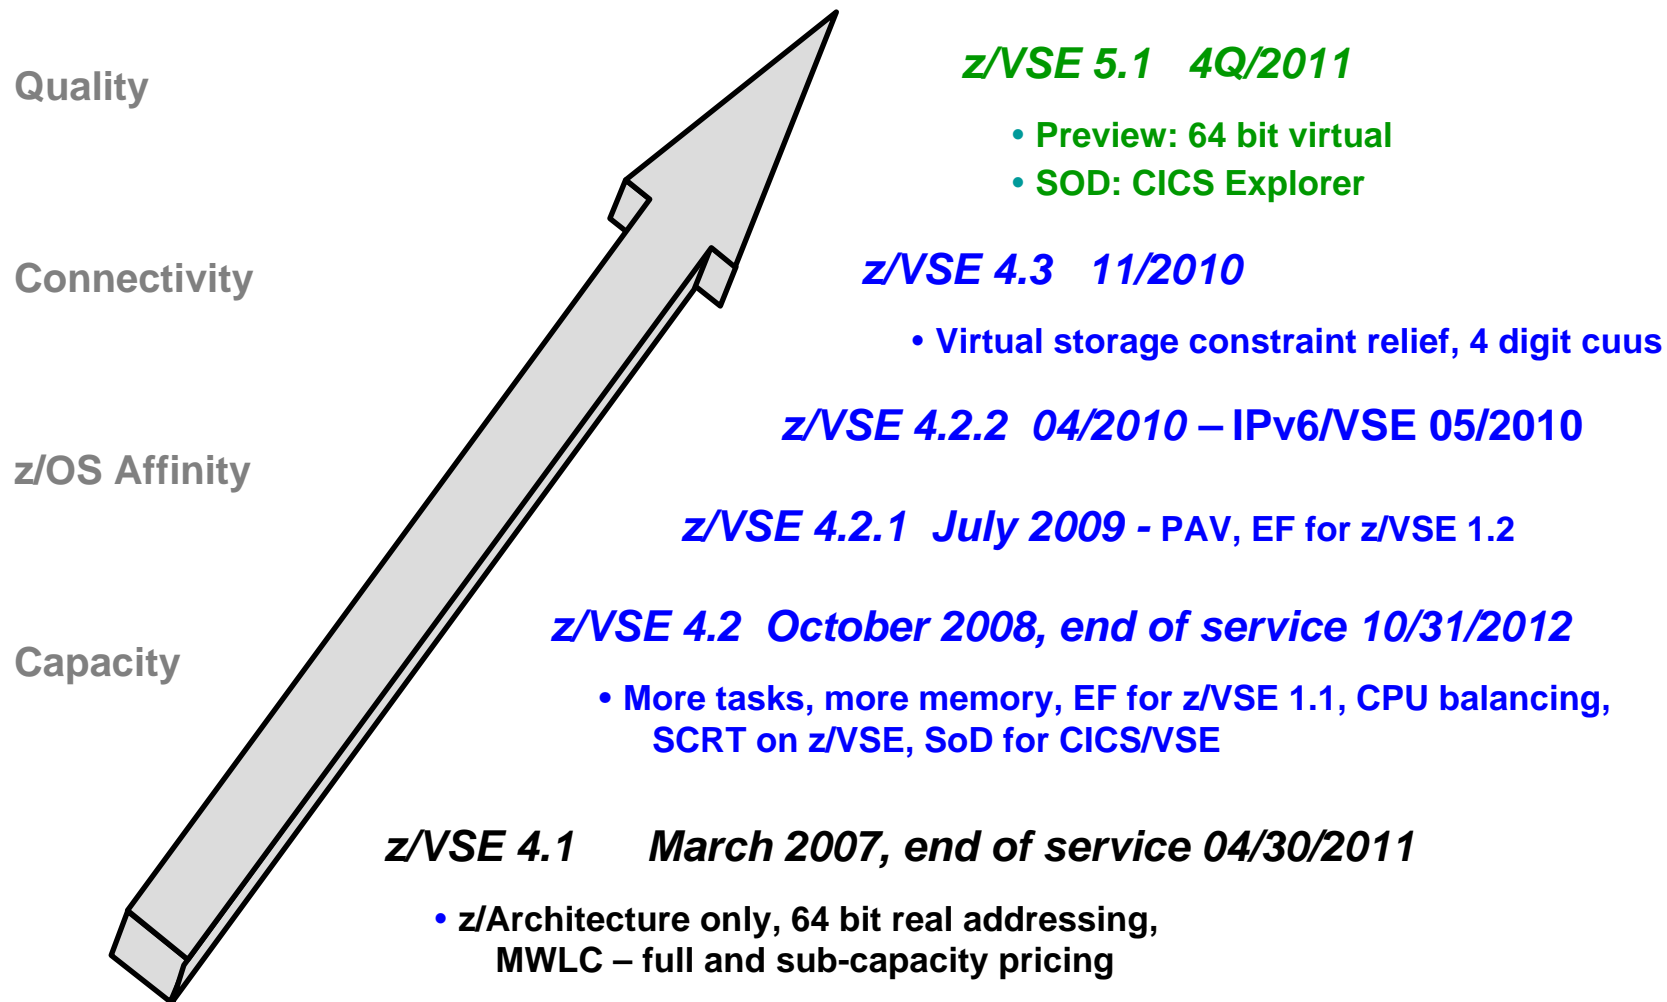 Quality
z/VSE 5.1 4Q/2011
• Preview: 64 bit virtual
• SOD: CICS Explorer
Connectivity
z/VSE 4.3 11/2010
• Virtual storage constraint relief, 4 digit cuus
z/VSE 4.2.2 04/2010 – IPv6/VSE 05/2010
z/OS Affinity
z/VSE 4.2.1 July 2009 - PAV, EF for z/VSE 1.2
z/VSE 4.2 October 2008, end of service 10/31/2012
Capacity
• More tasks, more memory, EF for z/VSE 1.1, CPU balancing,
SCRT on z/VSE, SoD for CICS/VSE
z/VSE 4.1 March 2007, end of service 04/30/2011
• z/Architecture only, 64 bit real addressing,
MWLC – full and sub-capacity pricing